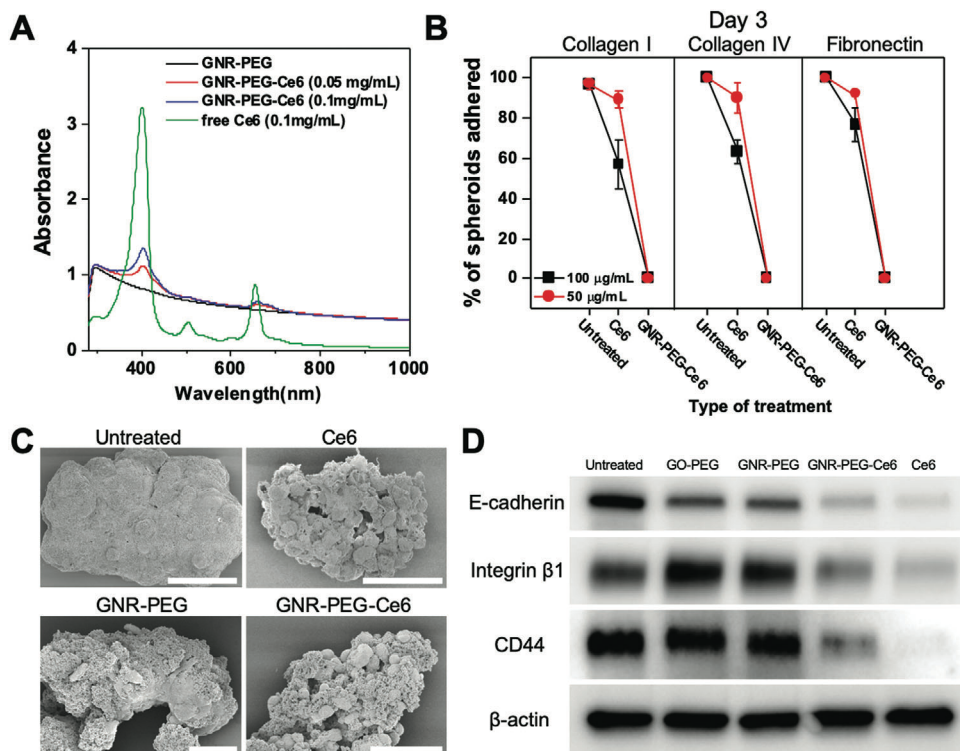 A
Absorbance
4
3
2
1
0
400
600
800
1000
Wavelength(nm)
GNR-PEG
GNR-PEG-Ce6 (0.05 mg/mL)
GNR-PEG-Ce6 (0.1mg/mL)
free Ce6 (0.1mg/mL)
B
Day 3
Collagen I
Collagen IV
Fibronectin
% of spheroids adhered
100
80
60
40
20
0
100 µg/mL
50 µg/mL
Untreated
Ce6
GNR-PEG-Ce6
Untreated
Ce6
GNR-PEG-Ce6
Untreated
Ce6
GNR-PEG-Ce6
Type of treatment
C
Untreated
Ce6
GNR-PEG
GNR-PEG-Ce6
D
Untreated
GO-PEG
GNR-PEG
GNR-PEG-Ce6
Ce6
E-cadherin
Integrin β1
CD44
β-actin